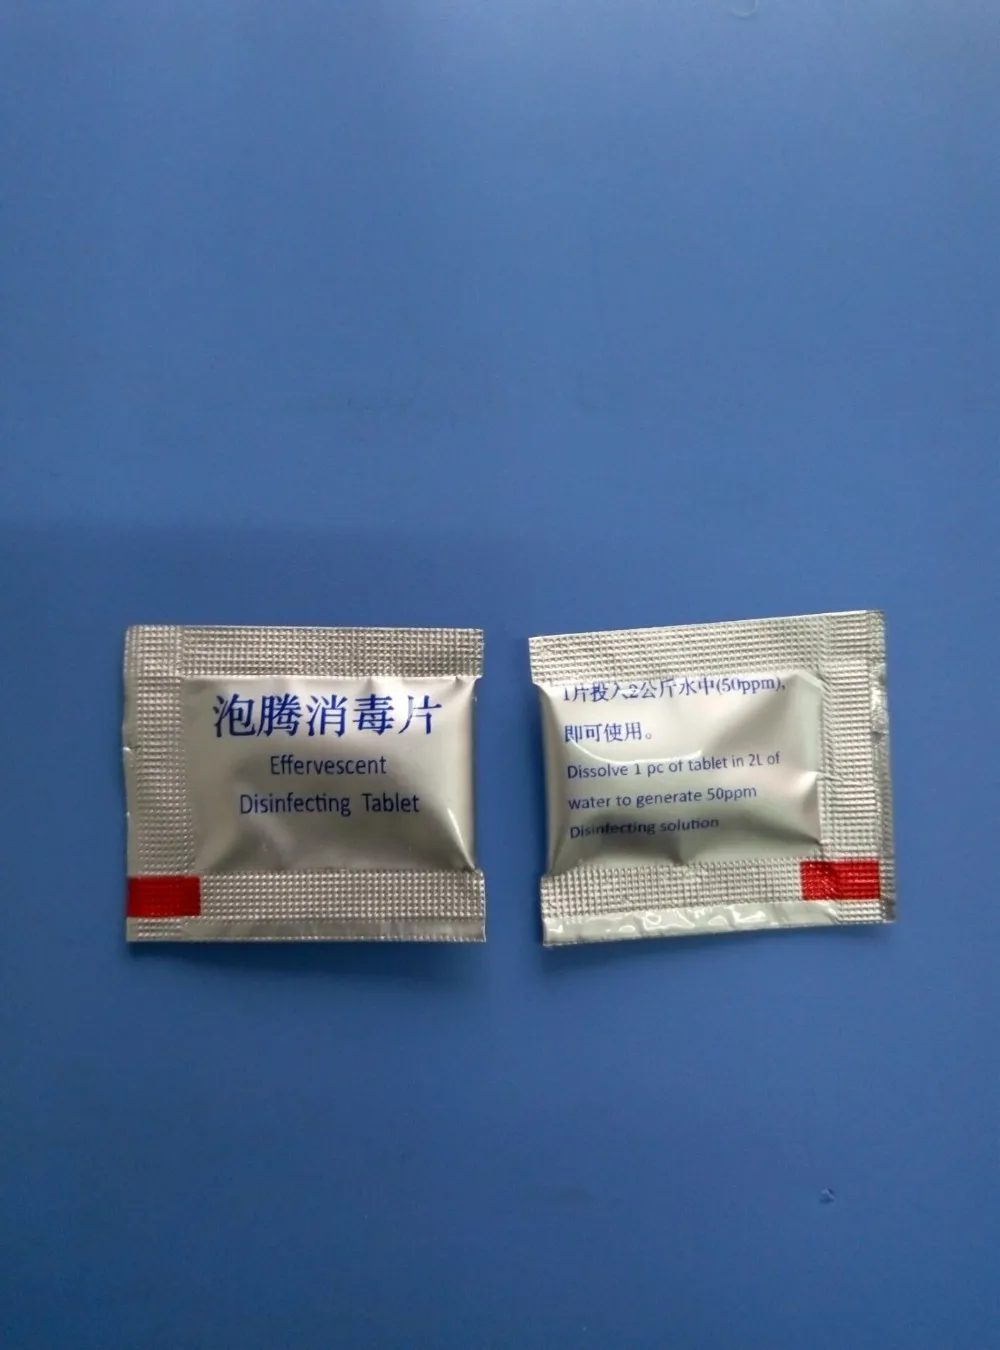 泡腾消毒片
Effervescent
Disinfecting Tablet
1片投入2公斤水中(50ppm),
即可使用。
Dissolve 1 pc of tablet in 2L of
water to generate 50ppm
Disinfecting solution